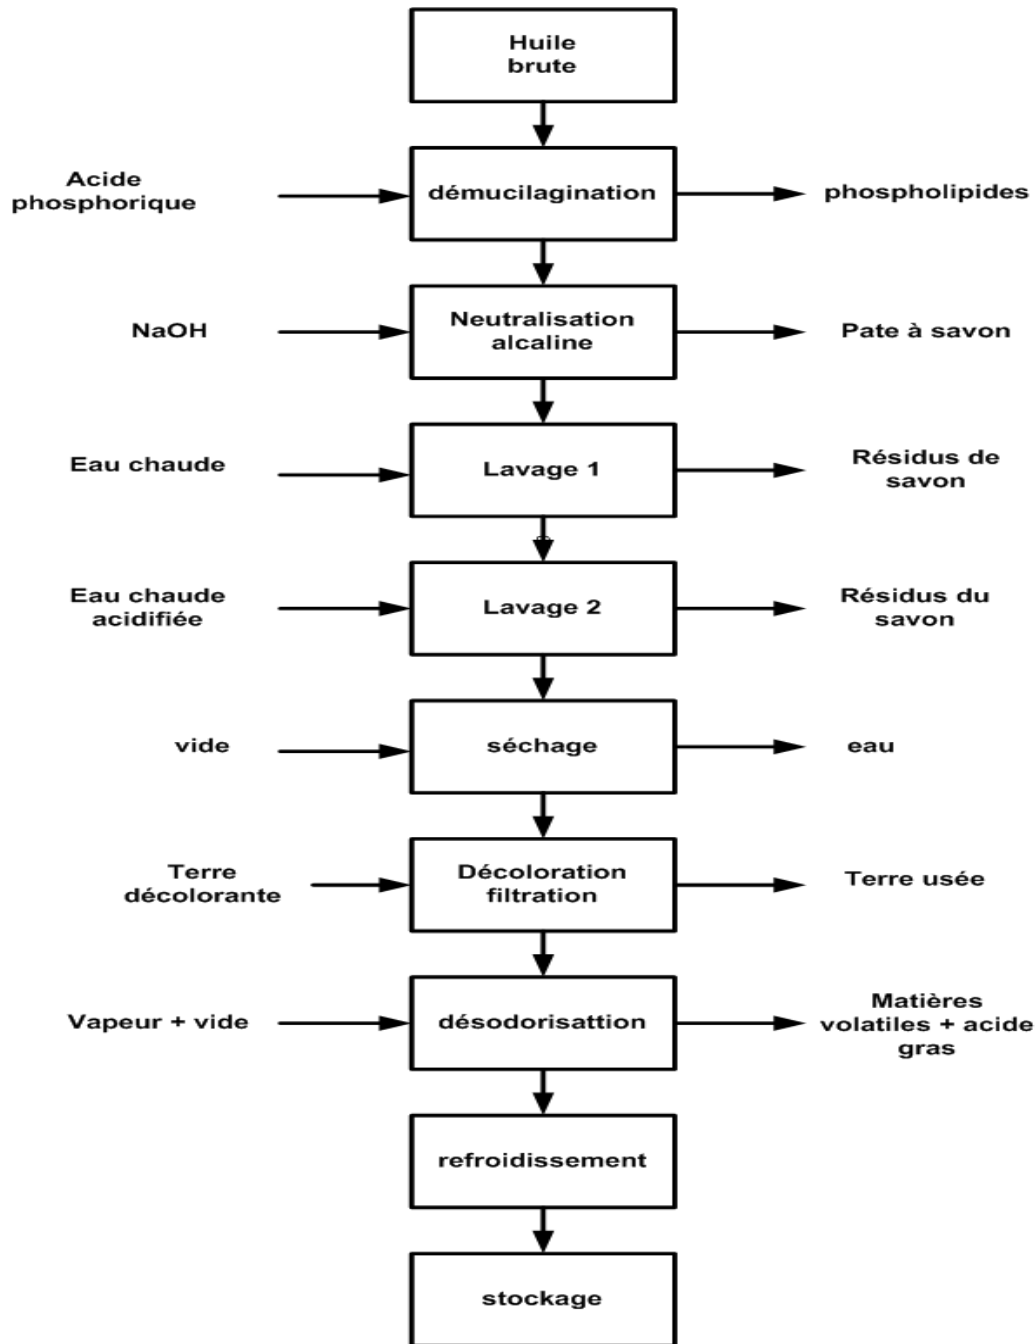 Huile
brute
Acide
phosphorique
démucilagination
phospholipides
NaOH
Neutralisation
alcaline
Pate à savon
Eau chaude
Lavage 1
Résidus de
savon
Eau chaude
acidifiée
Lavage 2
Résidus du
savon
vide
séchage
eau
Terre
décolorante
Décoloration
filtration
Terre usée
Vapeur + vide
désodorisattion
Matières
volatiles + acide
gras
refroidissement
stockage